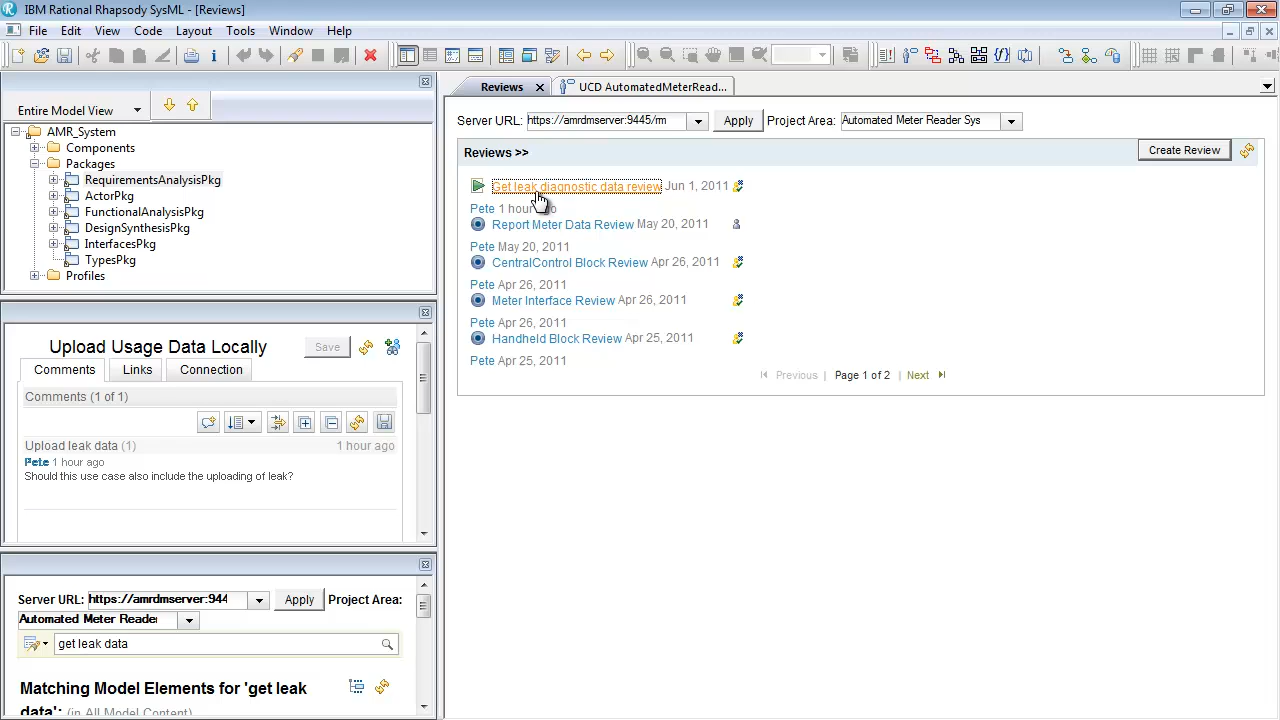 IBM Rational Rhapsody SysML - [Reviews]
File Edit View Code Layout Tools Window Help
Entire Model View
AMR_System
Components
Packages
RequirementsAnalysisPkg
ActorPkg
FunctionalAnalysisPkg
DesignSynthesisPkg
InterfacesPkg
TypesPkg
Profiles
Upload Usage Data Locally Save
Comments Links Connection
Comments (1 of 1)
Upload leak data (1) 1 hour ago
Pete 1 hour ago
Should this use case also include the uploading of leak?
Server URL: https://amrdmserver:944 Apply Project Area:
Automated Meter Reader
get leak data
Matching Model Elements for 'get leak
data': (in All Model Content)
Reviews UCD AutomatedMeterRead...
Server URL: https://amrdmserver:9445/rm Apply Project Area: Automated Meter Reader Sys
Reviews >> Create Review
Get leak diagnostic data review Jun 1, 2011
Pete 1 hour ago
Report Meter Data Review May 20, 2011
Pete May 20, 2011
CentralControl Block Review Apr 26, 2011
Pete Apr 26, 2011
Meter Interface Review Apr 26, 2011
Pete Apr 26, 2011
Handheld Block Review Apr 25, 2011
Pete Apr 25, 2011
Previous | Page 1 of 2 | Next